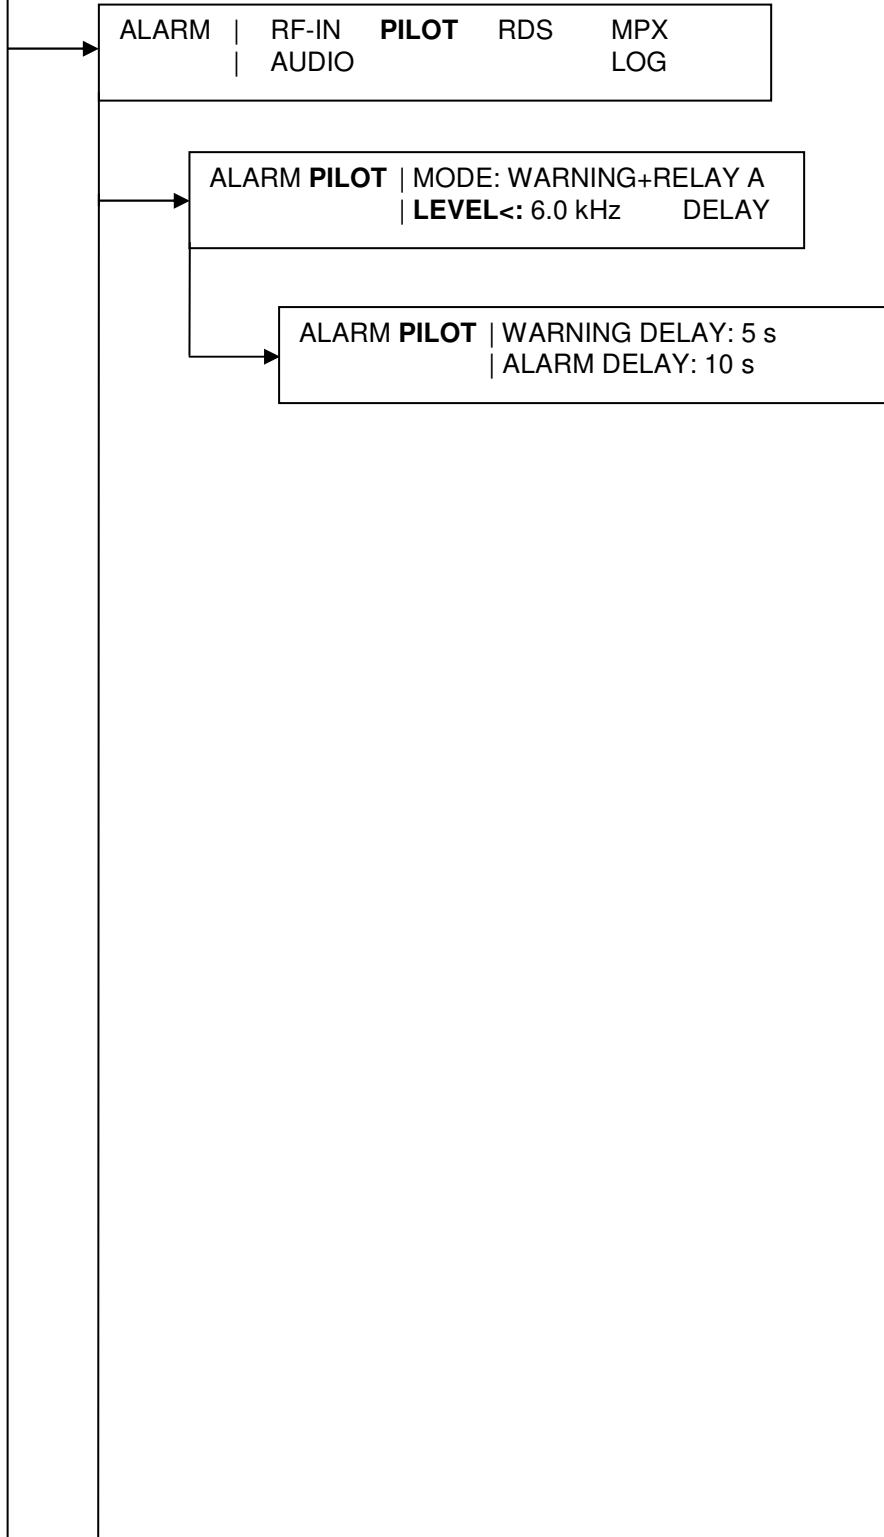 ALARM | RF-IN PILOT RDS MPX
| AUDIO LOG
ALARM PILOT | MODE: WARNING+RELAY A
| LEVEL<: 6.0 kHz DELAY
ALARM PILOT | WARNING DELAY: 5 s
| ALARM DELAY: 10 s